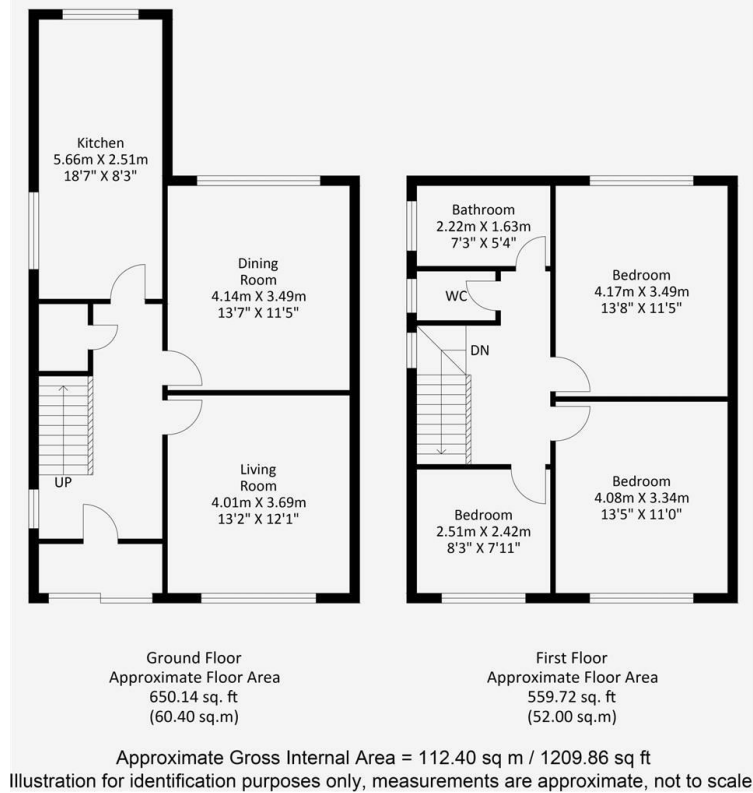 Kitchen
5.66m X 2.51m
18'7" X 8'3"
Dining
Room
4.14m X 3.49m
13'7" X 11'5"
UP
Living
Room
4.01m X 3.69m
13'2" X 12'1"
Bathroom
2.22m X 1.63m
7'3" X 5'4"
WC
DN
Bedroom
4.17m X 3.49m
13'8" X 11'5"
Bedroom
4.08m X 3.34m
13'5" X 11'0"
Bedroom
2.51m X 2.42m
8'3" X 7'11"
Ground Floor
Approximate Floor Area
650.14 sq. ft
(60.40 sq.m)
First Floor
Approximate Floor Area
559.72 sq. ft
(52.00 sq.m)
Approximate Gross Internal Area = 112.40 sq m / 1209.86 sq ft
Illustration for identification purposes only, measurements are approximate, not to scale